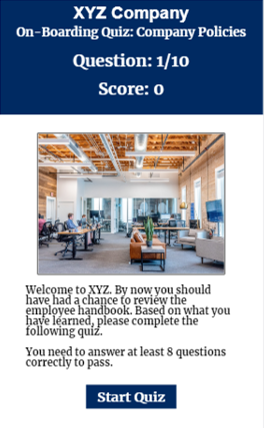 XYZ Company
On-Boarding Quiz: Company Policies
Question: 1/10
Score: 0
Welcome to XYZ. By now you should
have had a chance to review the
employee handbook. Based on what you
have learned, please complete the
following quiz.
You need to answer at least 8 questions
correctly to pass.
Start Quiz